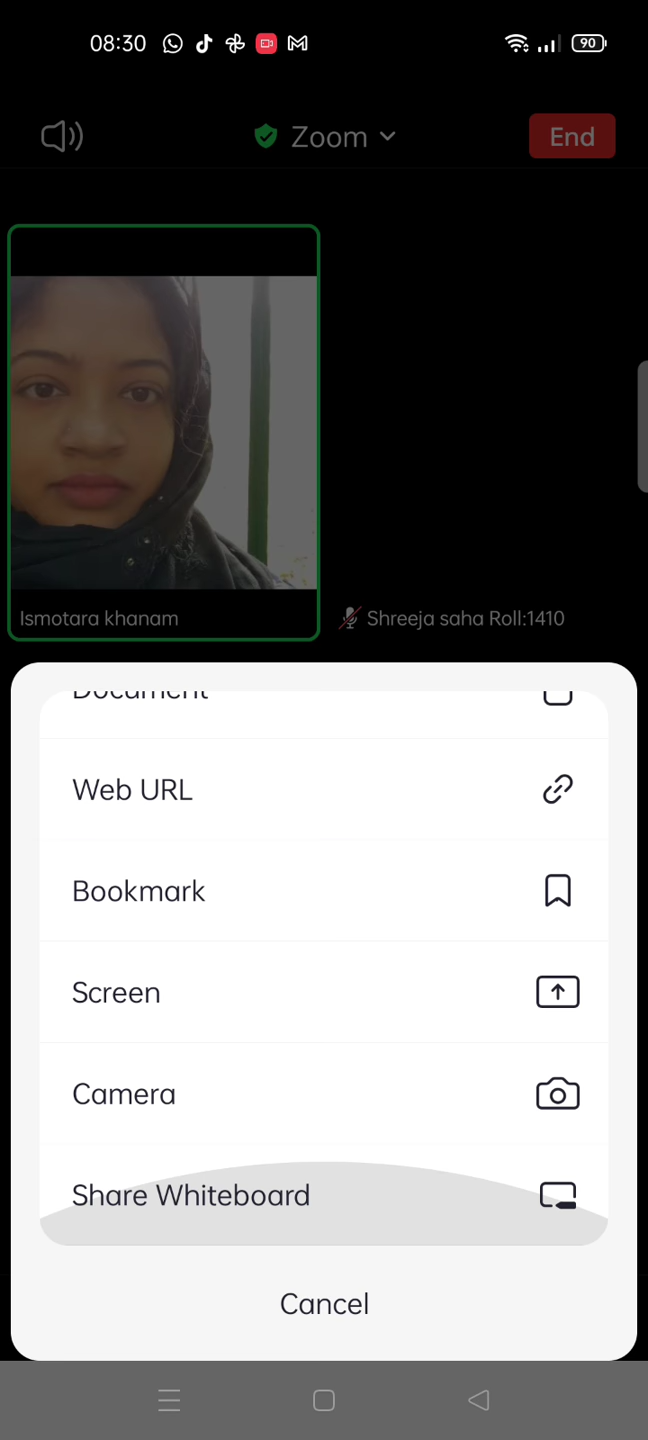 08:30
90
Zoom
End
Ismotara khanam
Shreeja saha Roll:1410
Document
Web URL
Bookmark
Screen
Camera
Share Whiteboard
Cancel